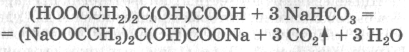 (HOOCCH₂)₂C(OH)COOH + 3 NaHCO₃ =
= (NaOOCCH₂)₂C(OH)COONa + 3 CO₂↑ + 3 H₂O